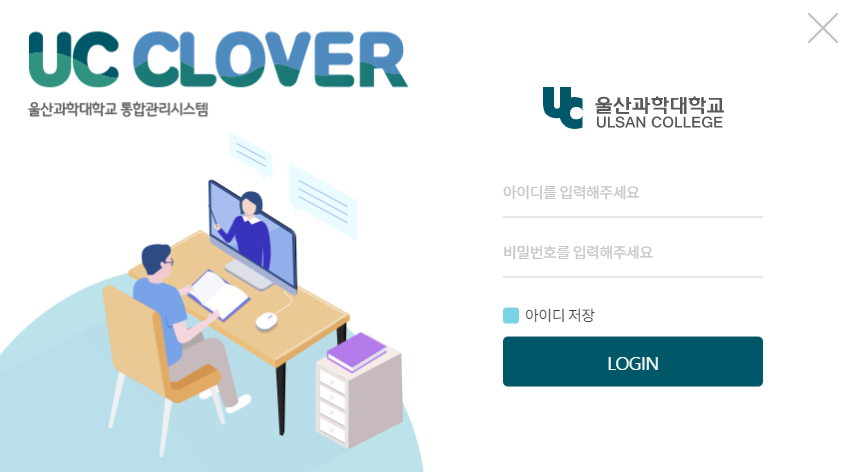 UC CLOVER
울산과학대학교 통합관리시스템
UC 울산과학대학교
ULSAN COLLEGE
아이디를 입력해주세요
비밀번호를 입력해주세요
아이디 저장
LOGIN